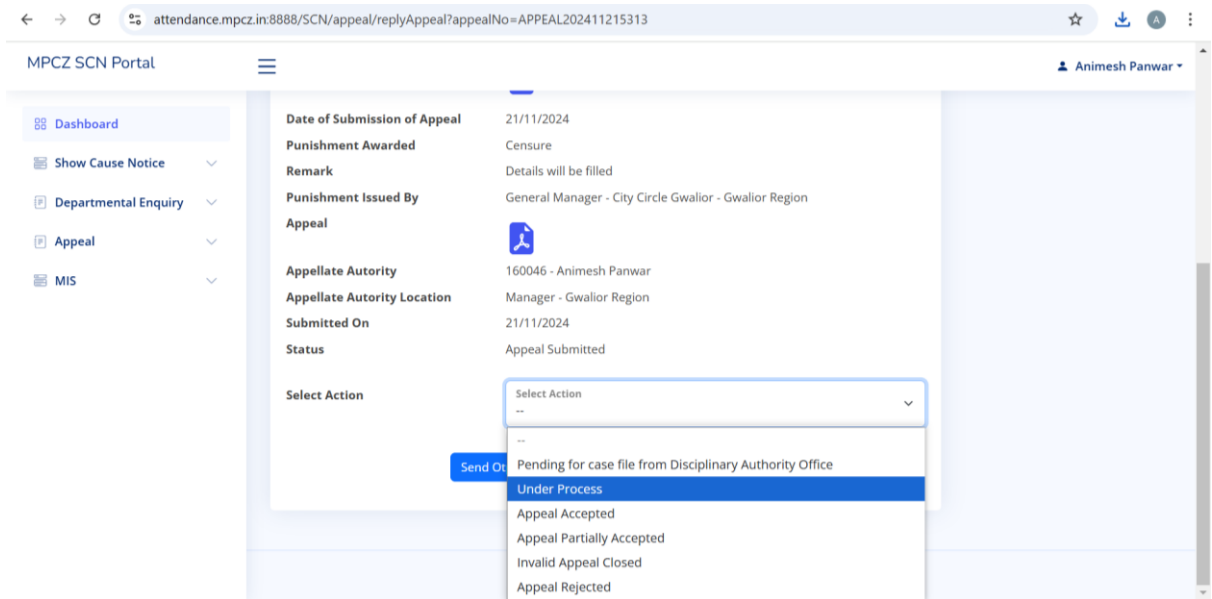 attendance.mpcz.in:8888/SCN/appeal/replyAppeal?appealNo=APPEAL202411215313
A
MPCZ SCN Portal
Animesh Panwar
Dashboard
Show Cause Notice
Departmental Enquiry
Appeal
MIS
Date of Submission of Appeal 21/11/2024
Punishment Awarded Censure
Remark Details will be filled
Punishment Issued By General Manager - City Circle Gwalior - Gwalior Region
Appeal
Appellate Autority 160046 - Animesh Panwar
Appellate Autority Location Manager - Gwalior Region
Submitted On 21/11/2024
Status Appeal Submitted
Select Action Select Action
--
--
Pending for case file from Disciplinary Authority Office
Send Ot
Under Process
Appeal Accepted
Appeal Partially Accepted
Invalid Appeal Closed
Appeal Rejected